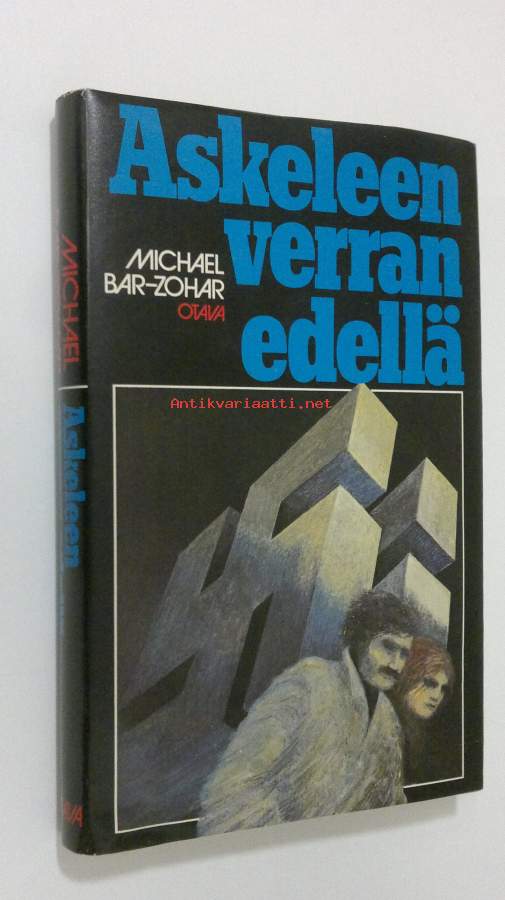 Askeleen
verran
edellä
MICHAEL
BAR-ZOHAR
OTAVA
Antikvariaatti.net
MICHAEL
Askeleen